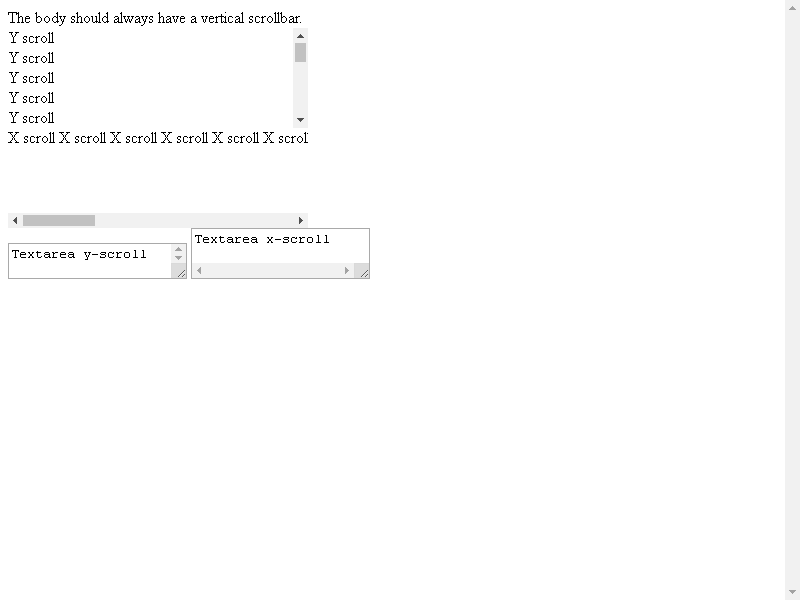 The body should always have a vertical scrollbar.
Y scroll
Y scroll
Y scroll
Y scroll
Y scroll
X scroll X scroll X scroll X scroll X scroll X scrol
Textarea y-scroll
Textarea x-scroll